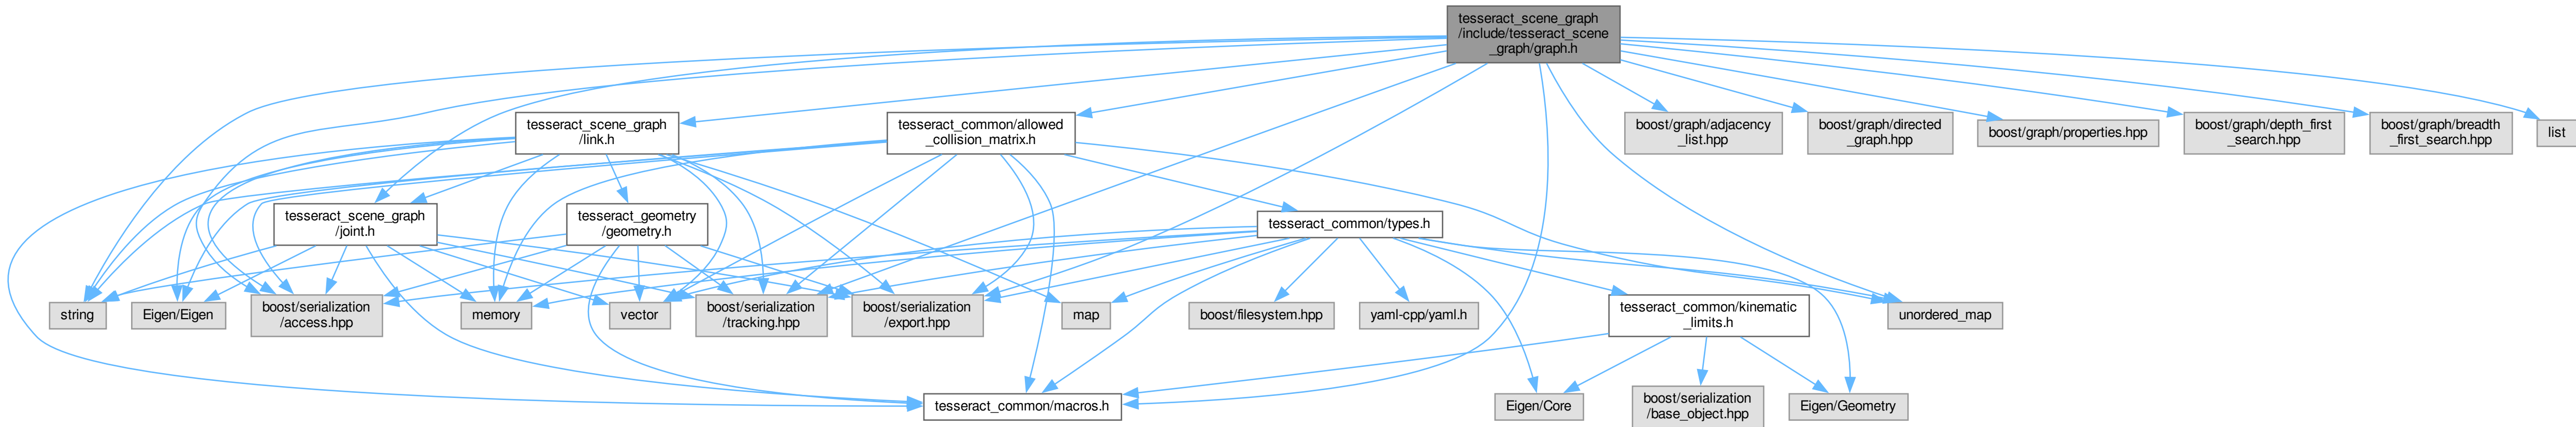 tesseract_scene_graph
/include/tesseract_scene
_graph/graph.h
tesseract_scene_graph
/link.h
tesseract_common/allowed
_collision_matrix.h
boost/graph/adjacency
_list.hpp
boost/graph/directed
_graph.hpp
boost/graph/properties.hpp
boost/graph/depth_first
_search.hpp
boost/graph/breadth
_first_search.hpp
list
tesseract_scene_graph
/joint.h
tesseract_geometry
/geometry.h
tesseract_common/types.h
string
Eigen/Eigen
boost/serialization
/access.hpp
memory
vector
boost/serialization
/tracking.hpp
boost/serialization
/export.hpp
map
boost/filesystem.hpp
yaml-cpp/yaml.h
tesseract_common/kinematic
_limits.h
unordered_map
tesseract_common/macros.h
Eigen/Core
boost/serialization
/base_object.hpp
Eigen/Geometry